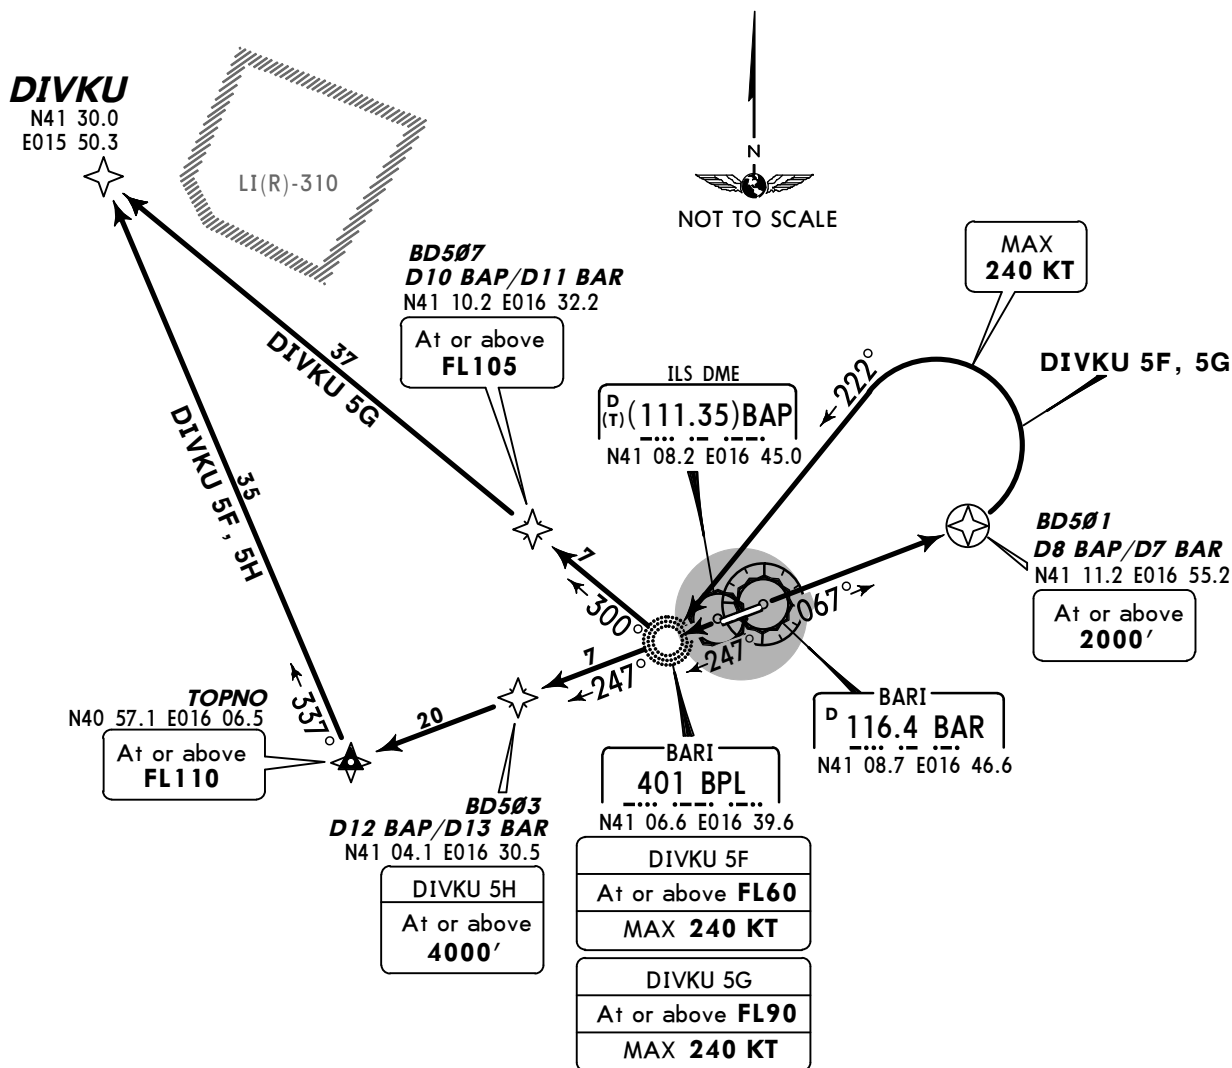 DIVKU
N41 30.0
E015 50.3
LI(R)-310
N
NOT TO SCALE
MAX
240 KT
DIVKU 5F, 5G
BD5Ø7
D10 BAP/D11 BAR
N41 10.2 E016 32.2
At or above
FL105
37
DIVKU 5G
35
DIVKU 5F, 5H
ILS DME
D
(T) (111.35) BAP
N41 08.2 E016 45.0
222°
BD5Ø1
D8 BAP/D7 BAR
N41 11.2 E016 55.2
At or above
2000'
7
300°
067°
247°
7
247°
20
337°
TOPNO
N40 57.1 E016 06.5
At or above
FL110
BD5Ø3
D12 BAP/D13 BAR
N41 04.1 E016 30.5
DIVKU 5H
At or above
4000'
BARI
401 BPL
N41 06.6 E016 39.6
DIVKU 5F
At or above FL60
MAX 240 KT
DIVKU 5G
At or above FL90
MAX 240 KT
BARI
D 116.4 BAR
N41 08.7 E016 46.6